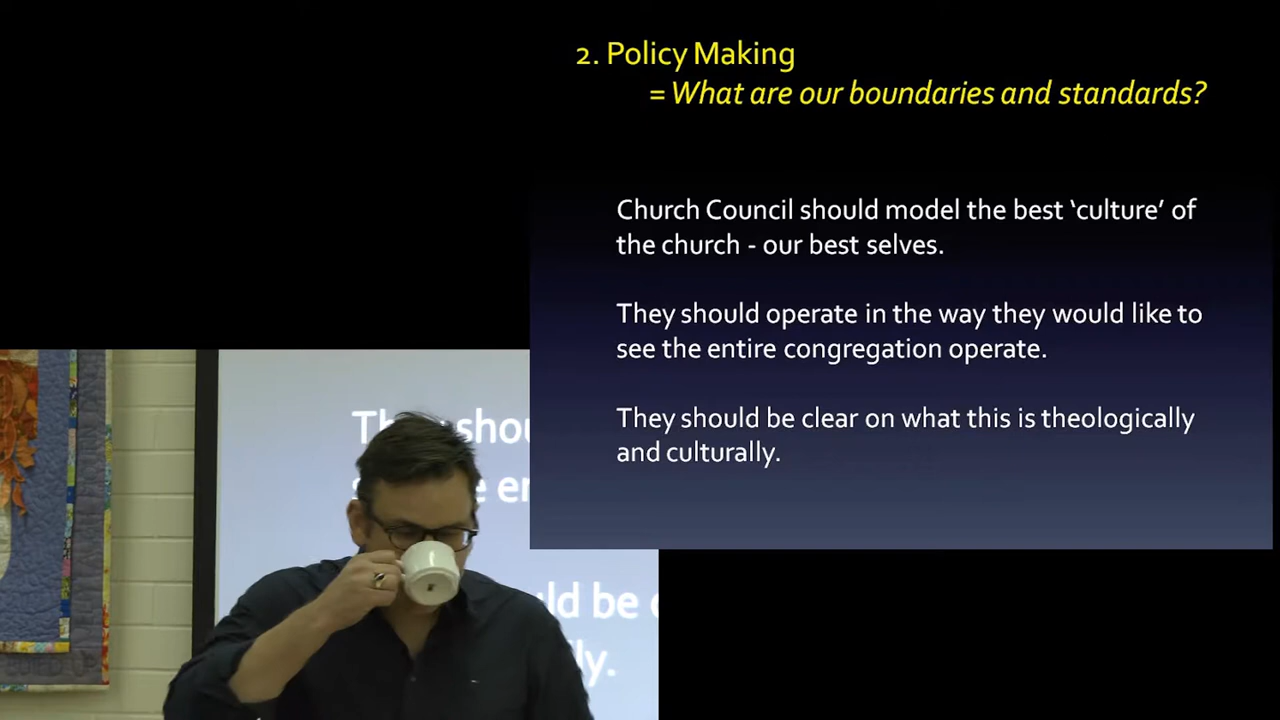 2. Policy Making
= What are our boundaries and standards?
Church Council should model the best ‘culture’ of
the church - our best selves.
They should operate in the way they would like to
see the entire congregation operate.
They should be clear on what this is theologically
and culturally.